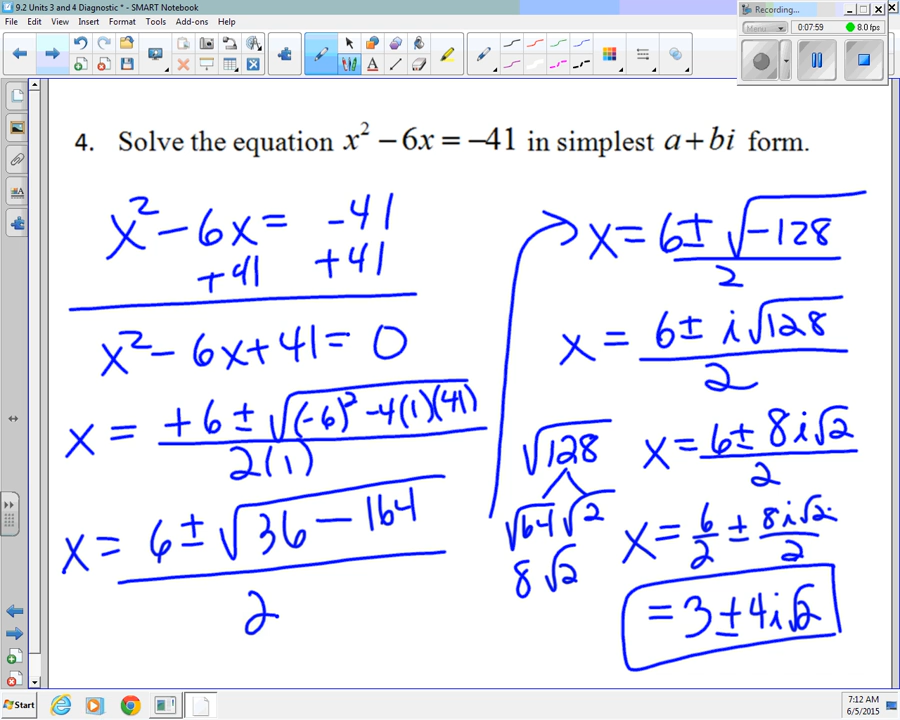 9.2 Units 3 and 4 Diagnostic * - SMART Notebook
File Edit View Insert Format Tools Add-ons Help
Recording...
Menu 0:07:59 8.0 fps
4. Solve the equation x² − 6x = −41 in simplest a + bi form.
x² − 6x = −41
+41 +41
x² − 6x + 41 = 0
x = +6 ± √((-6)² − 4(1)(41)) / 2(1)
x = 6 ± √(36 − 164) / 2
x = 6 ± √(−128) / 2
x = 6 ± i√128 / 2
√128
√64 √2
8 √2
x = 6 ± 8i√2 / 2
x = 6/2 ± 8i√2/2
= 3 ± 4i√2
Start
7:12 AM
6/5/2015